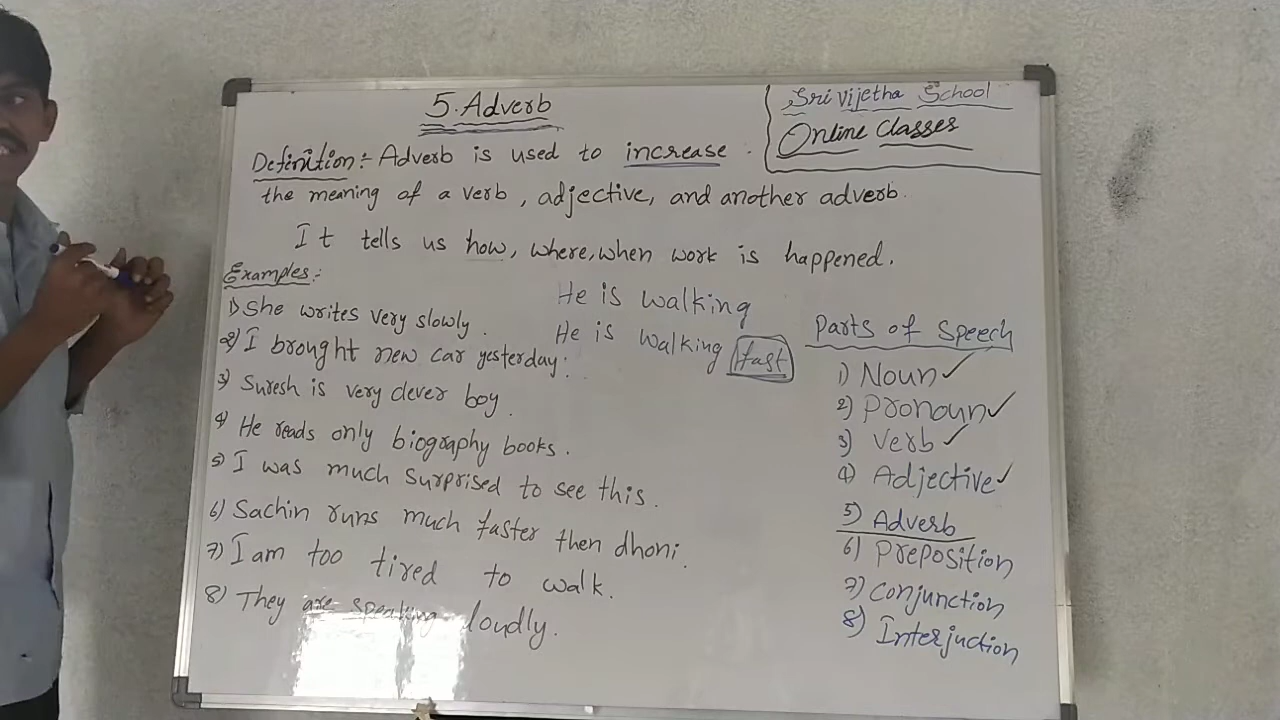 5. Adverb
Sri Vijetha School
Online Classes
Definition :- Adverb is used to increase
the meaning of a verb, adjective, and another adverb.
It tells us how, where, when work is happened.
Examples:-
1) She writes very slowly.
2) I brought new car yesterday.
3) Suresh is very clever boy.
4) He reads only biography books.
5) I was much surprised to see this.
6) Sachin runs much faster then dhoni.
7) I am too tired to walk.
8) They are speaking loudly.
He is walking
He is walking fast
Parts of Speech
1) Noun ✓
2) Pronoun ✓
3) Verb ✓
4) Adjective ✓
5) Adverb
6) Preposition
7) Conjunction
8) Interjuction